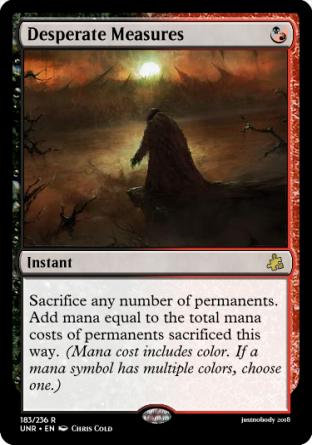 Desperate Measures
Instant
Sacrifice any number of permanents.
Add mana equal to the total mana
costs of permanents sacrificed this
way. (Mana cost includes color. If a
mana symbol has multiple colors, choose
one.)
183/236 R
UNR • EN Chris Cold
justnobody 2018